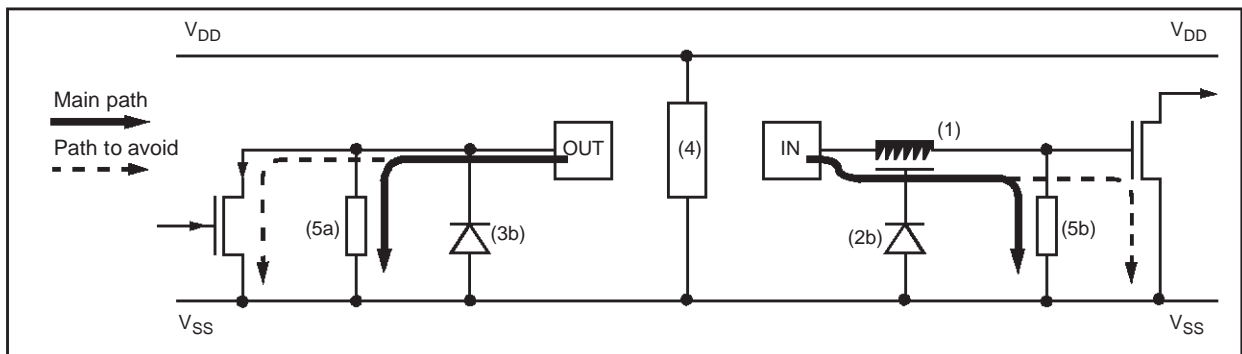 VDD
VDD
Main path
Path to avoid
OUT
(4)
IN
(1)
(5a)
(3b)
(2b)
(5b)
VSS
VSS